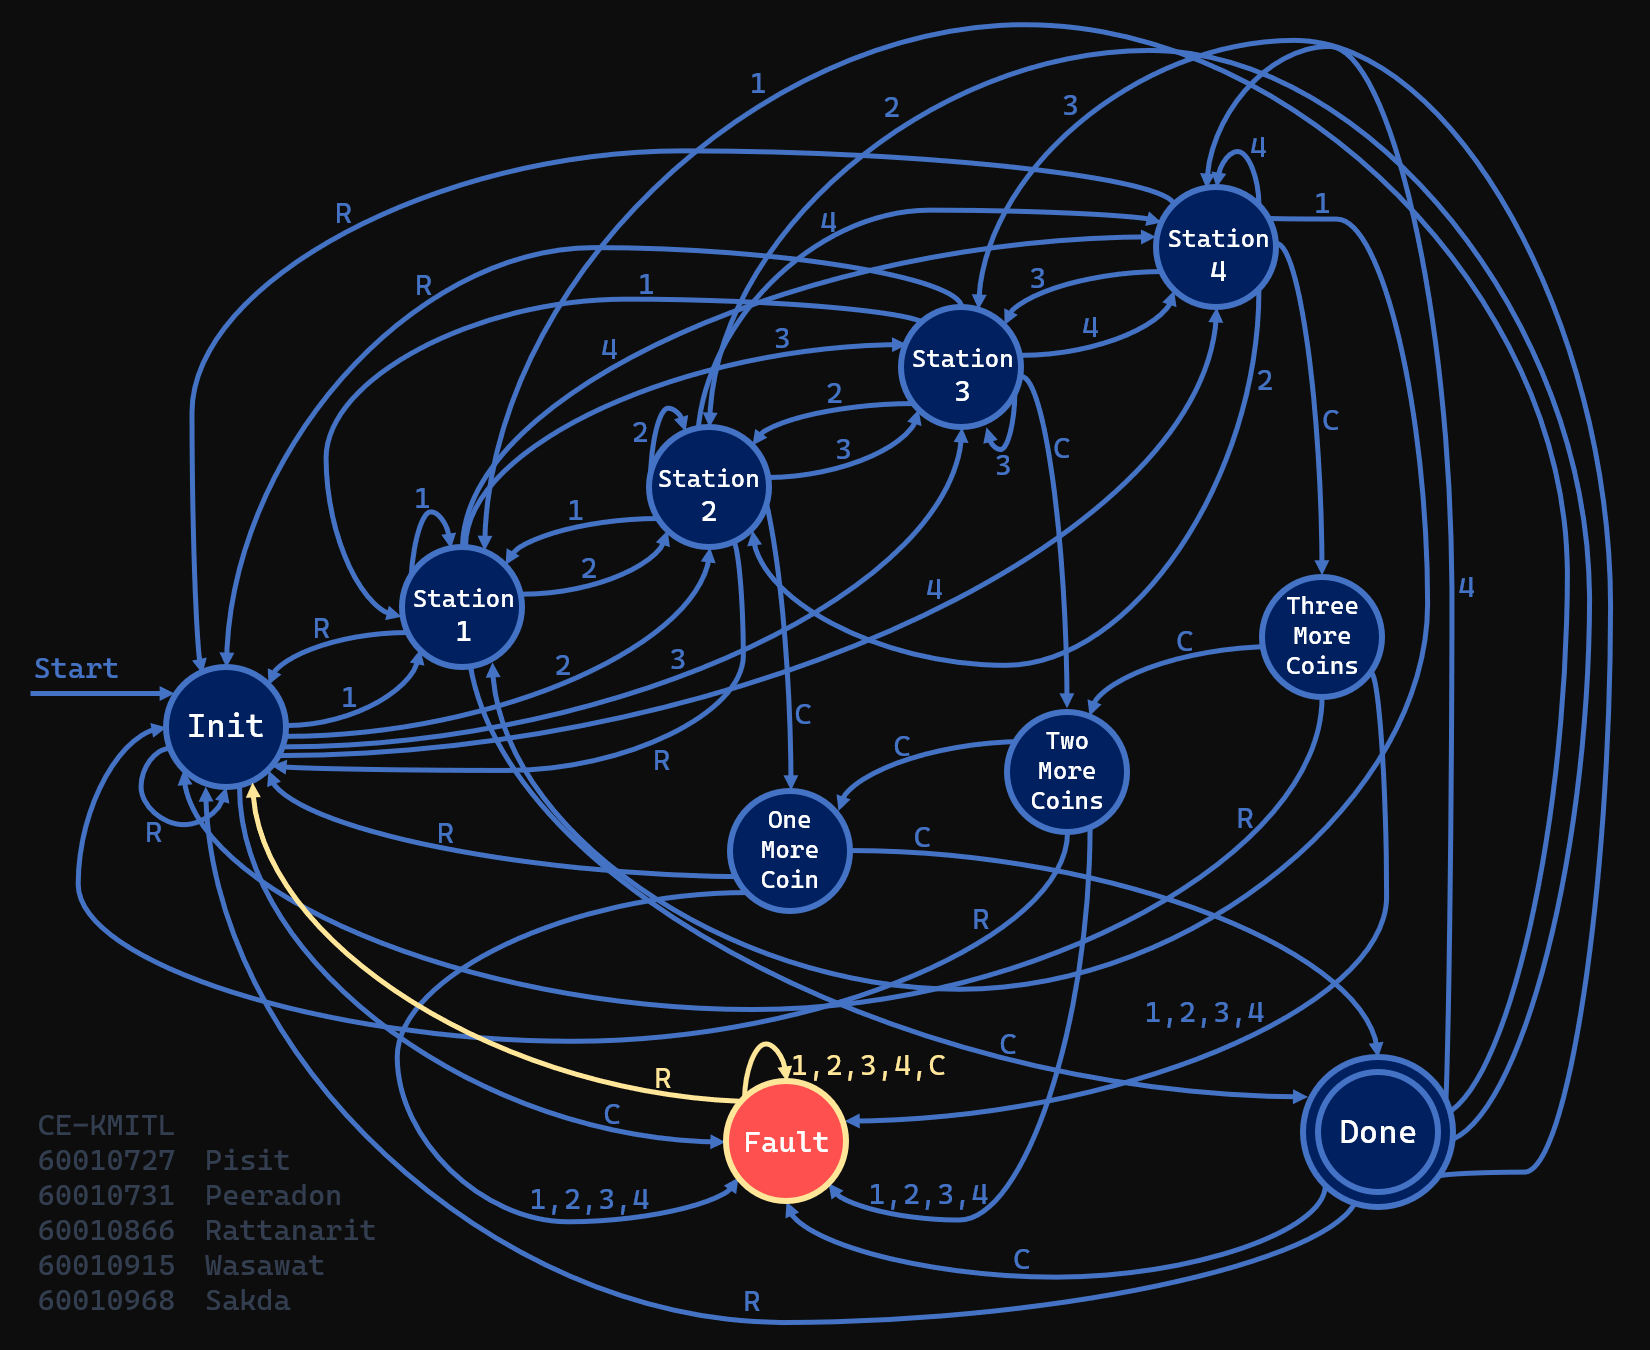 1
2
3
4
1
R
4
R
1
3
4
3
4
2
4
3
2
C
2
3
C
3
1
1
2
4
4
R
C
2
3
1
C
C
R
R
R
C
R
R
1,2,3,4
C
R
1,2,3,4,C
C
1,2,3,4
1,2,3,4
C
R
Start
Init
Station
1
Station
2
Station
3
Station
4
Three
More
Coins
Two
More
Coins
One
More
Coin
Fault
Done
CE-KMITL
60010727 Pisit
60010731 Peeradon
60010866 Rattanarit
60010915 Wasawat
60010968 Sakda